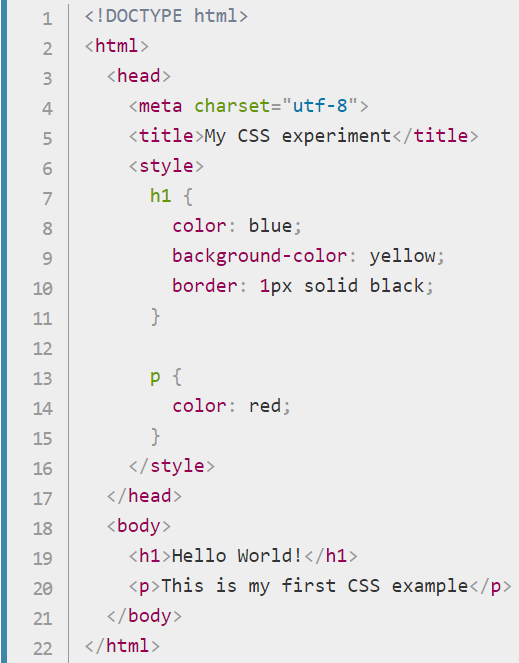 1 <!DOCTYPE html>
2 <html>
3   <head>
4     <meta charset="utf-8">
5     <title>My CSS experiment</title>
6     <style>
7       h1 {
8         color: blue;
9         background-color: yellow;
10         border: 1px solid black;
11       }
12
13       p {
14         color: red;
15       }
16     </style>
17   </head>
18   <body>
19     <h1>Hello World!</h1>
20     <p>This is my first CSS example</p>
21   </body>
22 </html>